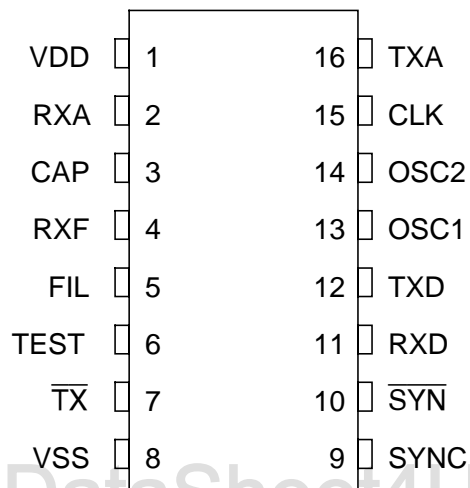 VDD 1 16 TXA
RXA 2 15 CLK
CAP 3 14 OSC2
RXF 4 13 OSC1
FIL 5 12 TXD
TEST 6 11 RXD
TX 7 10 SYN
VSS 8 9 SYNC